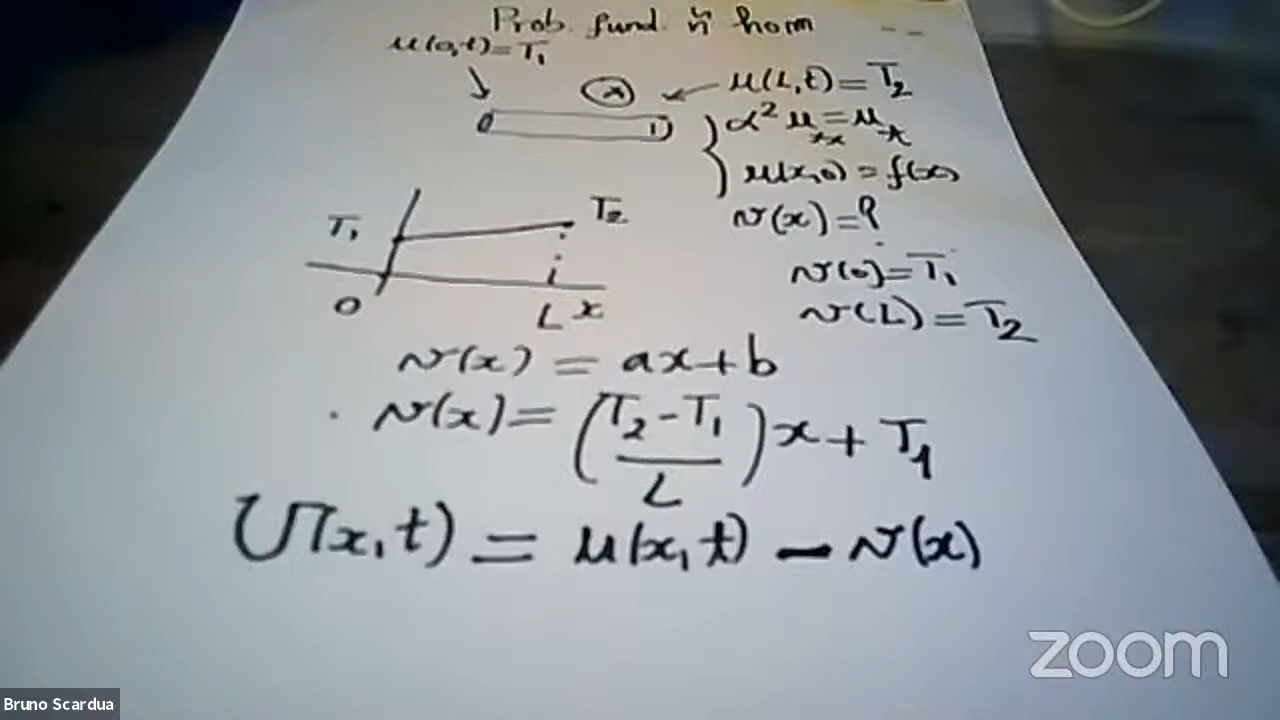 Prob. fund. ñ hom
u(0,t)=T₁
u(L,t)=T₂
α² uₓₓ=uₜ
u(x,0)=f(x)
T₁
T₂
v(x)=?
v(0)=T₁
0
L x
v(L)=T₂
v(x) = ax+b
v(x)=((T₂-T₁)/L)x+T₁
U(x,t) = u(x,t) - v(x)
zoom
Bruno Scardua